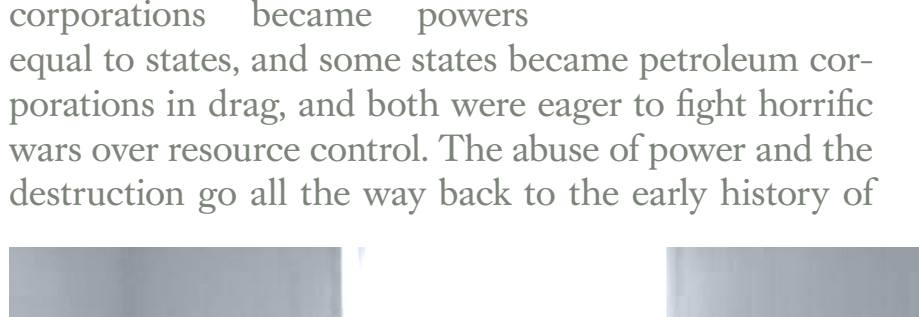 corporations became powers
equal to states, and some states became petroleum cor-
porations in drag, and both were eager to fight horrific
wars over resource control. The abuse of power and the
destruction go all the way back to the early history of